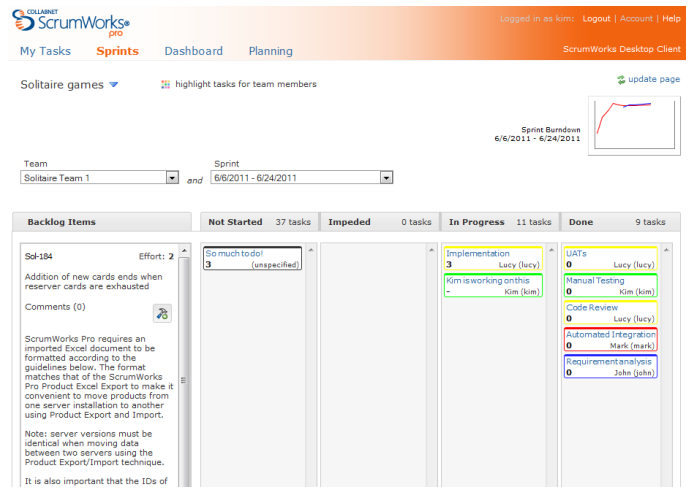 COLLABNET
ScrumWorks®
pro
Logged in as kim: Logout | Account | Help
My Tasks Sprints Dashboard Planning
ScrumWorks Desktop Client
Solitaire games
highlight tasks for team members
update page
Sprint Burndown
6/6/2011 - 6/24/2011
Team
Sprint
Solitaire Team 1
and
6/6/2011 - 6/24/2011
Backlog Items
Not Started 37 tasks
Impeded 0 tasks
In Progress 11 tasks
Done 9 tasks
Sol-184 Effort: 2
Addition of new cards ends when
reserver cards are exhausted
Comments (0)
ScrumWorks Pro requires an
imported Excel document to be
formatted according to the
guidelines below. The format
matches that of the ScrumWorks
Pro Product Excel Export to make it
convenient to move products from
one server installation to another
using Product Export and Import.
Note: server versions must be
identical when moving data
between two servers using the
Product Export/Import technique.
It is also important that the IDs of
So much to do!
3 (unspecified)
Implementation
3 Lucy (lucy)
Kim is working on this
- Kim (kim)
UATs
0 Lucy (lucy)
Manual Testing
0 Kim (kim)
Code Review
0 Lucy (lucy)
Automated Integration
0 Mark (mark)
Requirement analysis
0 John (john)